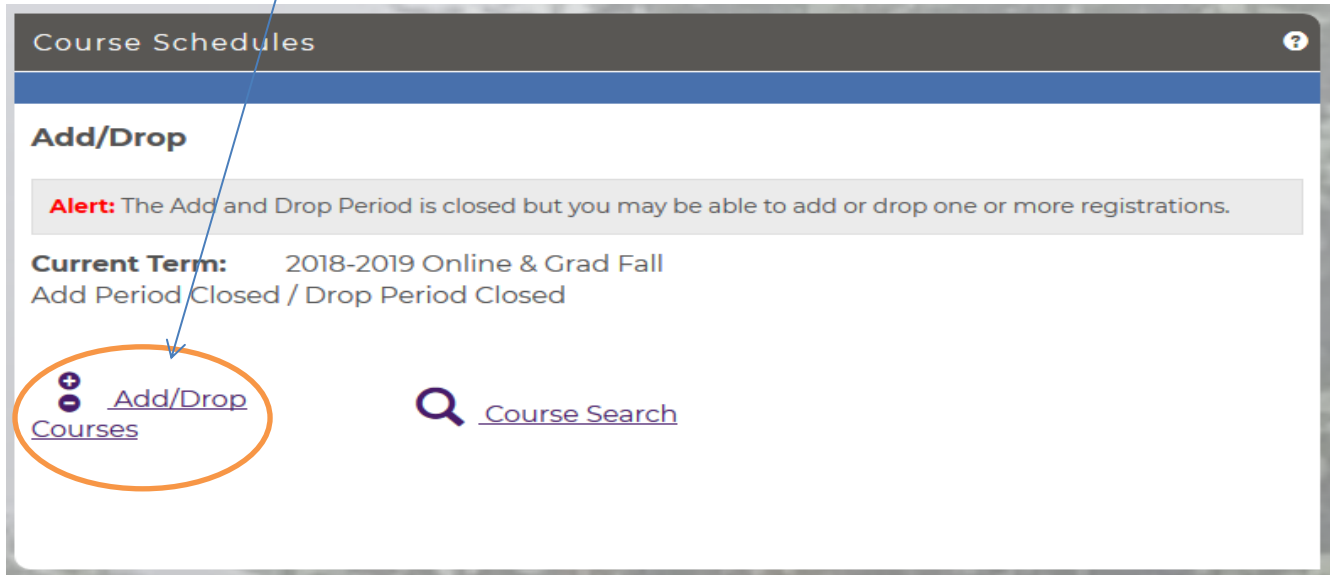 Course Schedules
Add/Drop
Alert: The Add and Drop Period is closed but you may be able to add or drop one or more registrations.
Current Term: 2018-2019 Online & Grad Fall
Add Period Closed / Drop Period Closed
Add/Drop
Courses
Course Search